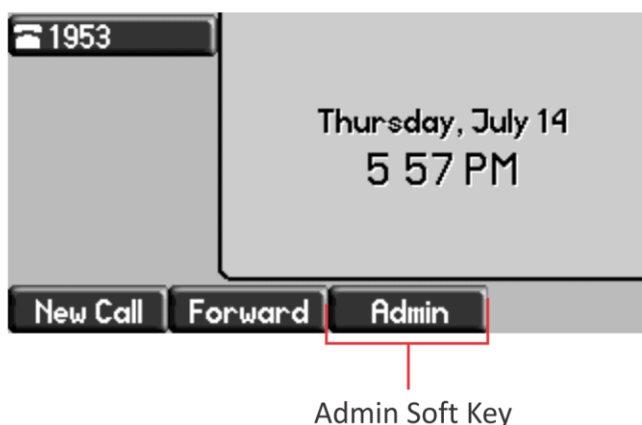 1953
Thursday, July 14
5 57 PM
New Call Forward Admin
Admin Soft Key